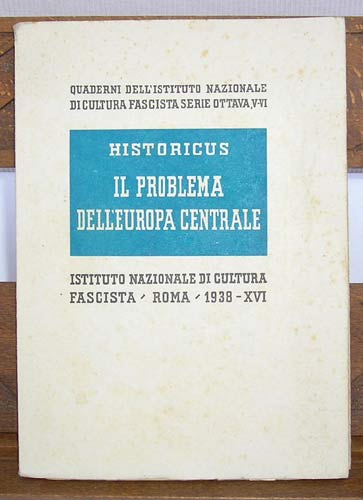 QUADERNI DELL'ISTITUTO NAZIONALE
DI CULTURA FASCISTA SERIE OTTAVA, V-VI
HISTORICUS
IL PROBLEMA
DELL'EUROPA CENTRALE
ISTITUTO NAZIONALE DI CULTURA
FASCISTA - ROMA - 1938 - XVI